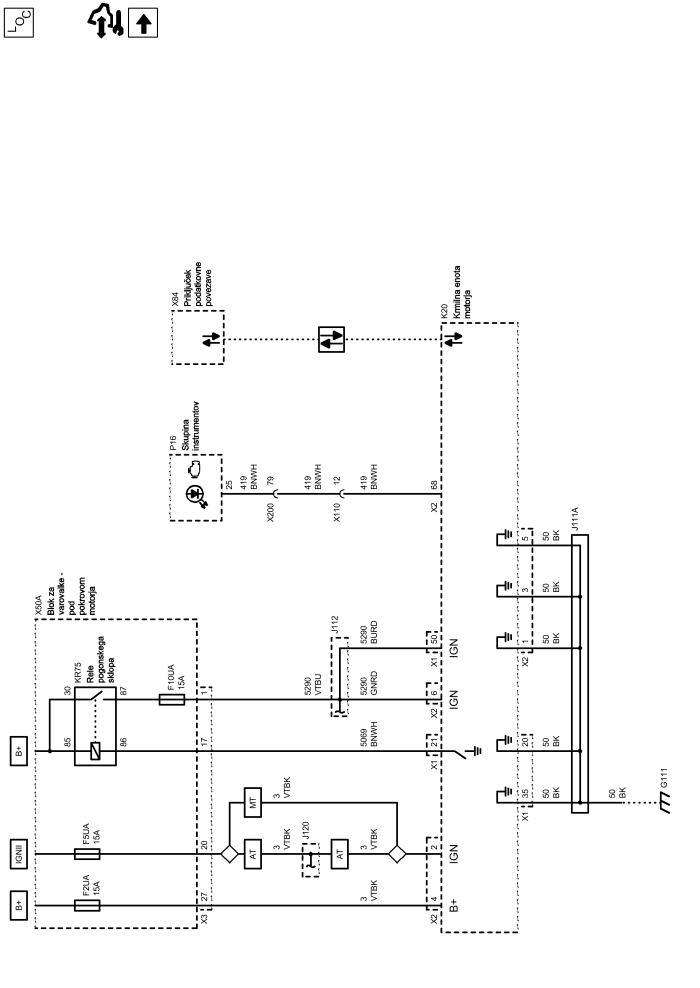 LOC
X84
Priključek
podatkovne
povezave
K20
Krmilna enota
motorja
P16
Skupina
instrumentov
25
419
BNWH
79
X200
419
BNWH
12
X110
419
BNWH
68
X2
X50A
Blok za
varovalke -
pod
pokrovom
motorja
KR75
Rele
pogonskega
sklopa
30
87
85
86
F10UA
15A
1
17
B+
J112
5290
VTBU
5290
BURD
5290
GNRD
50
X1
IGN
6
X2
IGN
5069
BNWH
21
X1
IGNII
F5UA
15A
20
MT
3
VTBK
AT
3
VTBK
J120
AT
3
VTBK
2
IGN
B+
F2UA
15A
27
X3
3
VTBK
4
X2
B+
J111A
5
50
BK
3
50
BK
1
50
BK
X2
20
50
BK
35
50
BK
X1
50
BK
G111